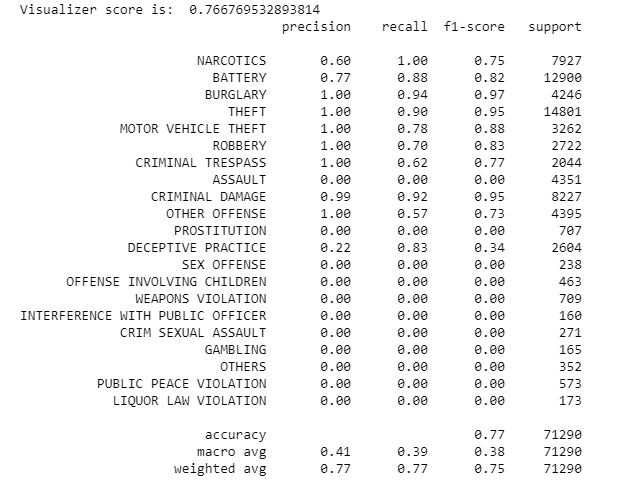 Visualizer score is: 0.766769532893814
precision recall f1-score support
NARCOTICS 0.60 1.00 0.75 7927
BATTERY 0.77 0.88 0.82 12900
BURGLARY 1.00 0.94 0.97 4246
THEFT 1.00 0.90 0.95 14801
MOTOR VEHICLE THEFT 1.00 0.78 0.88 3262
ROBBERY 1.00 0.70 0.83 2722
CRIMINAL TRESPASS 1.00 0.62 0.77 2044
ASSAULT 0.00 0.00 0.00 4351
CRIMINAL DAMAGE 0.99 0.92 0.95 8227
OTHER OFFENSE 1.00 0.57 0.73 4395
PROSTITUTION 0.00 0.00 0.00 707
DECEPTIVE PRACTICE 0.22 0.83 0.34 2604
SEX OFFENSE 0.00 0.00 0.00 238
OFFENSE INVOLVING CHILDREN 0.00 0.00 0.00 463
WEAPONS VIOLATION 0.00 0.00 0.00 709
INTERFERENCE WITH PUBLIC OFFICER 0.00 0.00 0.00 160
CRIM SEXUAL ASSAULT 0.00 0.00 0.00 271
GAMBLING 0.00 0.00 0.00 165
OTHERS 0.00 0.00 0.00 352
PUBLIC PEACE VIOLATION 0.00 0.00 0.00 573
LIQUOR LAW VIOLATION 0.00 0.00 0.00 173
accuracy 0.77 71290
macro avg 0.41 0.39 0.38 71290
weighted avg 0.77 0.77 0.75 71290